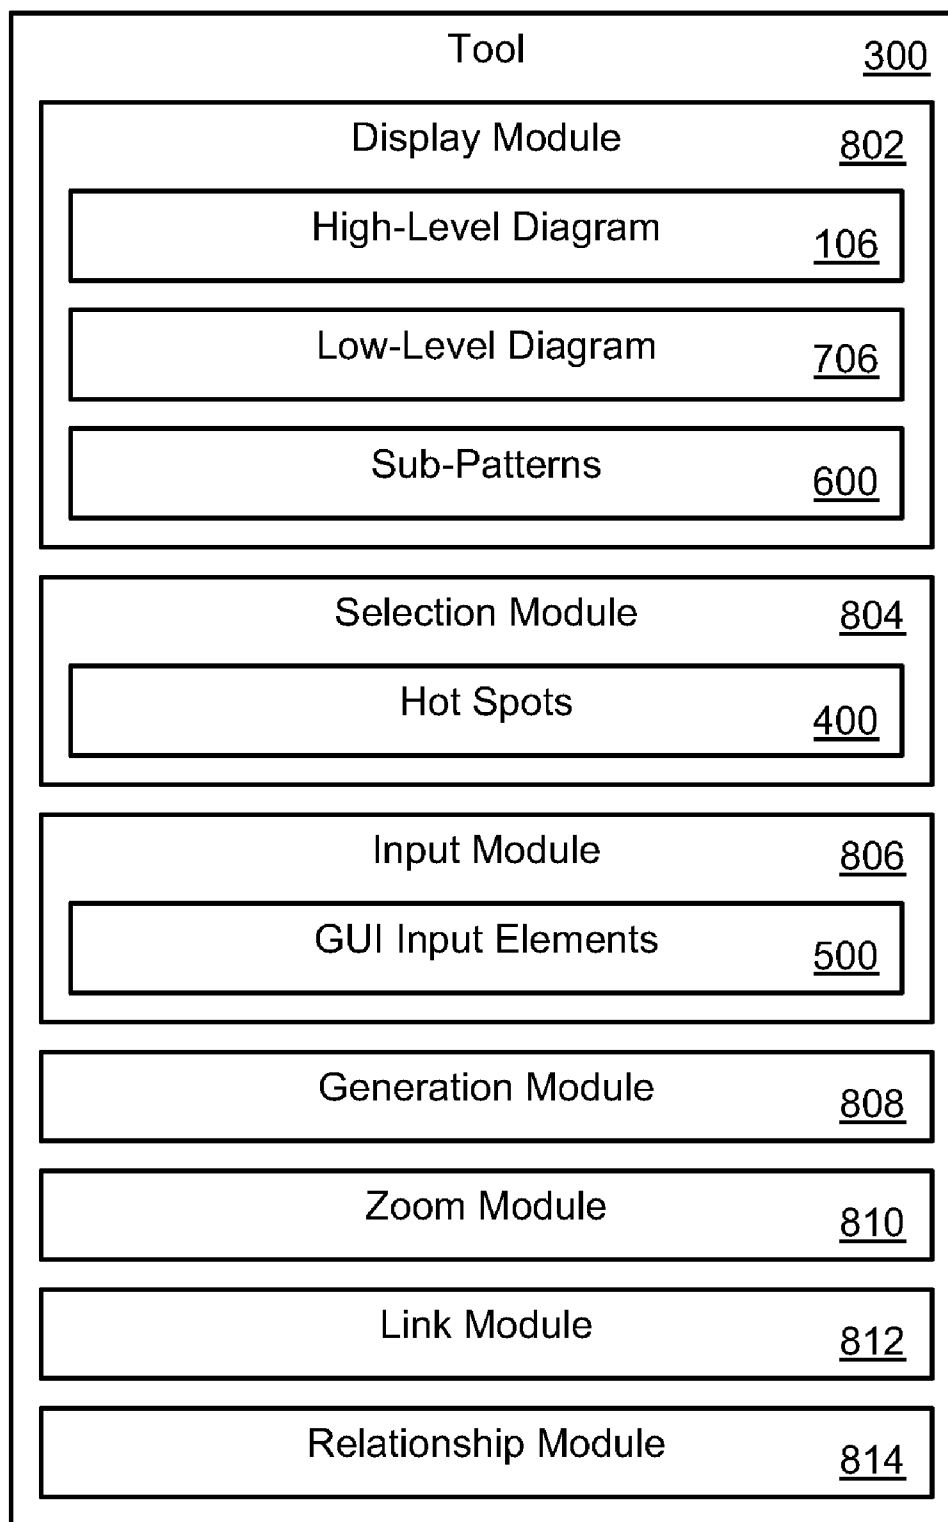 Tool 300
Display Module 802
High-Level Diagram 106
Low-Level Diagram 706
Sub-Patterns 600
Selection Module 804
Hot Spots 400
Input Module 806
GUI Input Elements 500
Generation Module 808
Zoom Module 810
Link Module 812
Relationship Module 814